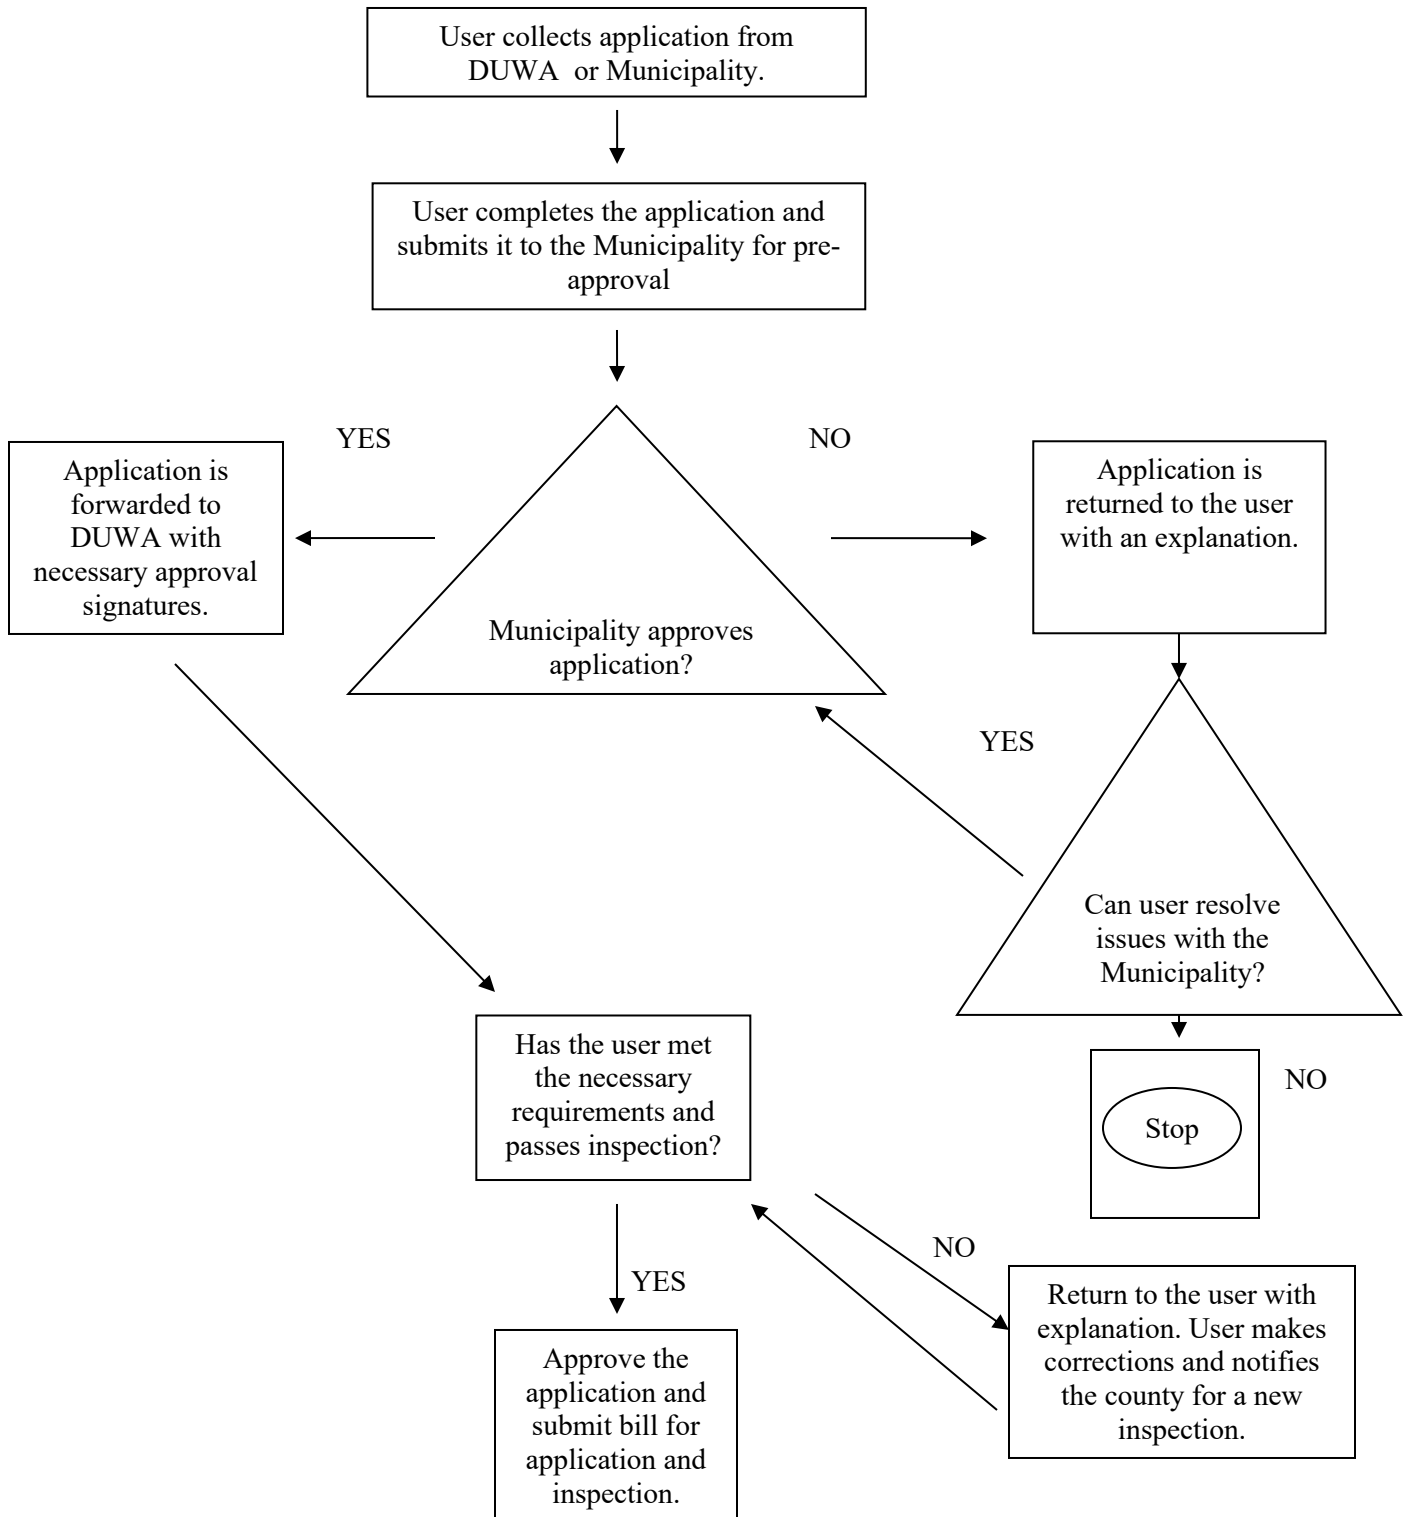 User collects application from
DUWA or Municipality.
User completes the application and
submits it to the Municipality for pre-
approval
YES
NO
Application is
forwarded to
DUWA with
necessary approval
signatures.
Application is
returned to the user
with an explanation.
Municipality approves
application?
YES
Can user resolve
issues with the
Municipality?
Has the user met
the necessary
requirements and
passes inspection?
NO
Stop
NO
YES
Return to the user with
explanation. User makes
corrections and notifies
the county for a new
inspection.
Approve the
application and
submit bill for
application and
inspection.